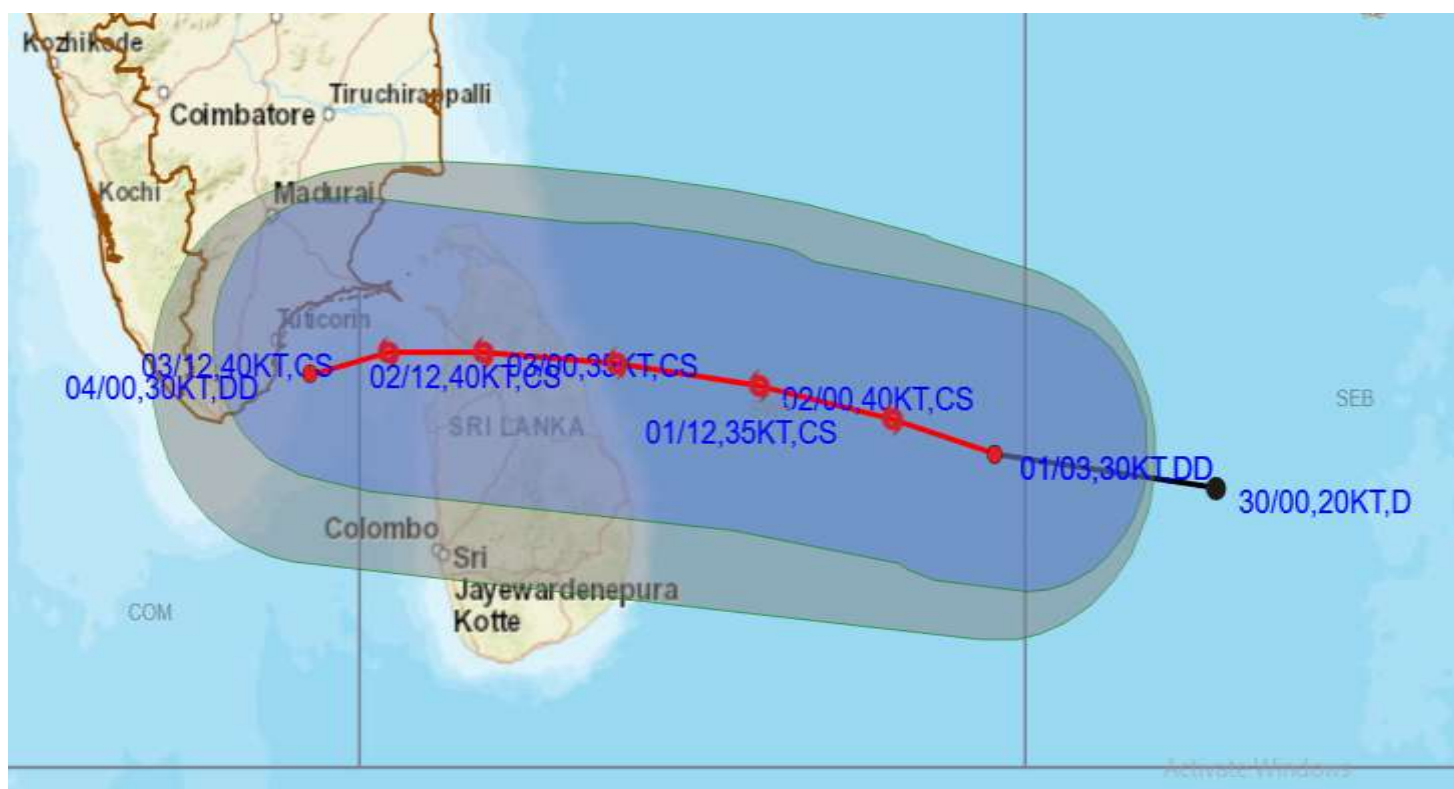 Kozhikode
Tiruchirappalli
Coimbatore
Kochi
Madurai
Tuticorin
03/12,40KT,CS
03/00,35KT,CS
04/00,30KT,DD
02/12,40KT,CS
02/00,40KT,CS
SEB
SRI LANKA
01/12,35KT,CS
01/03,30KT,DD
30/00,20KT,D
Colombo
Sri
Jayewardenepura
Kotte
COM
Activate Windows